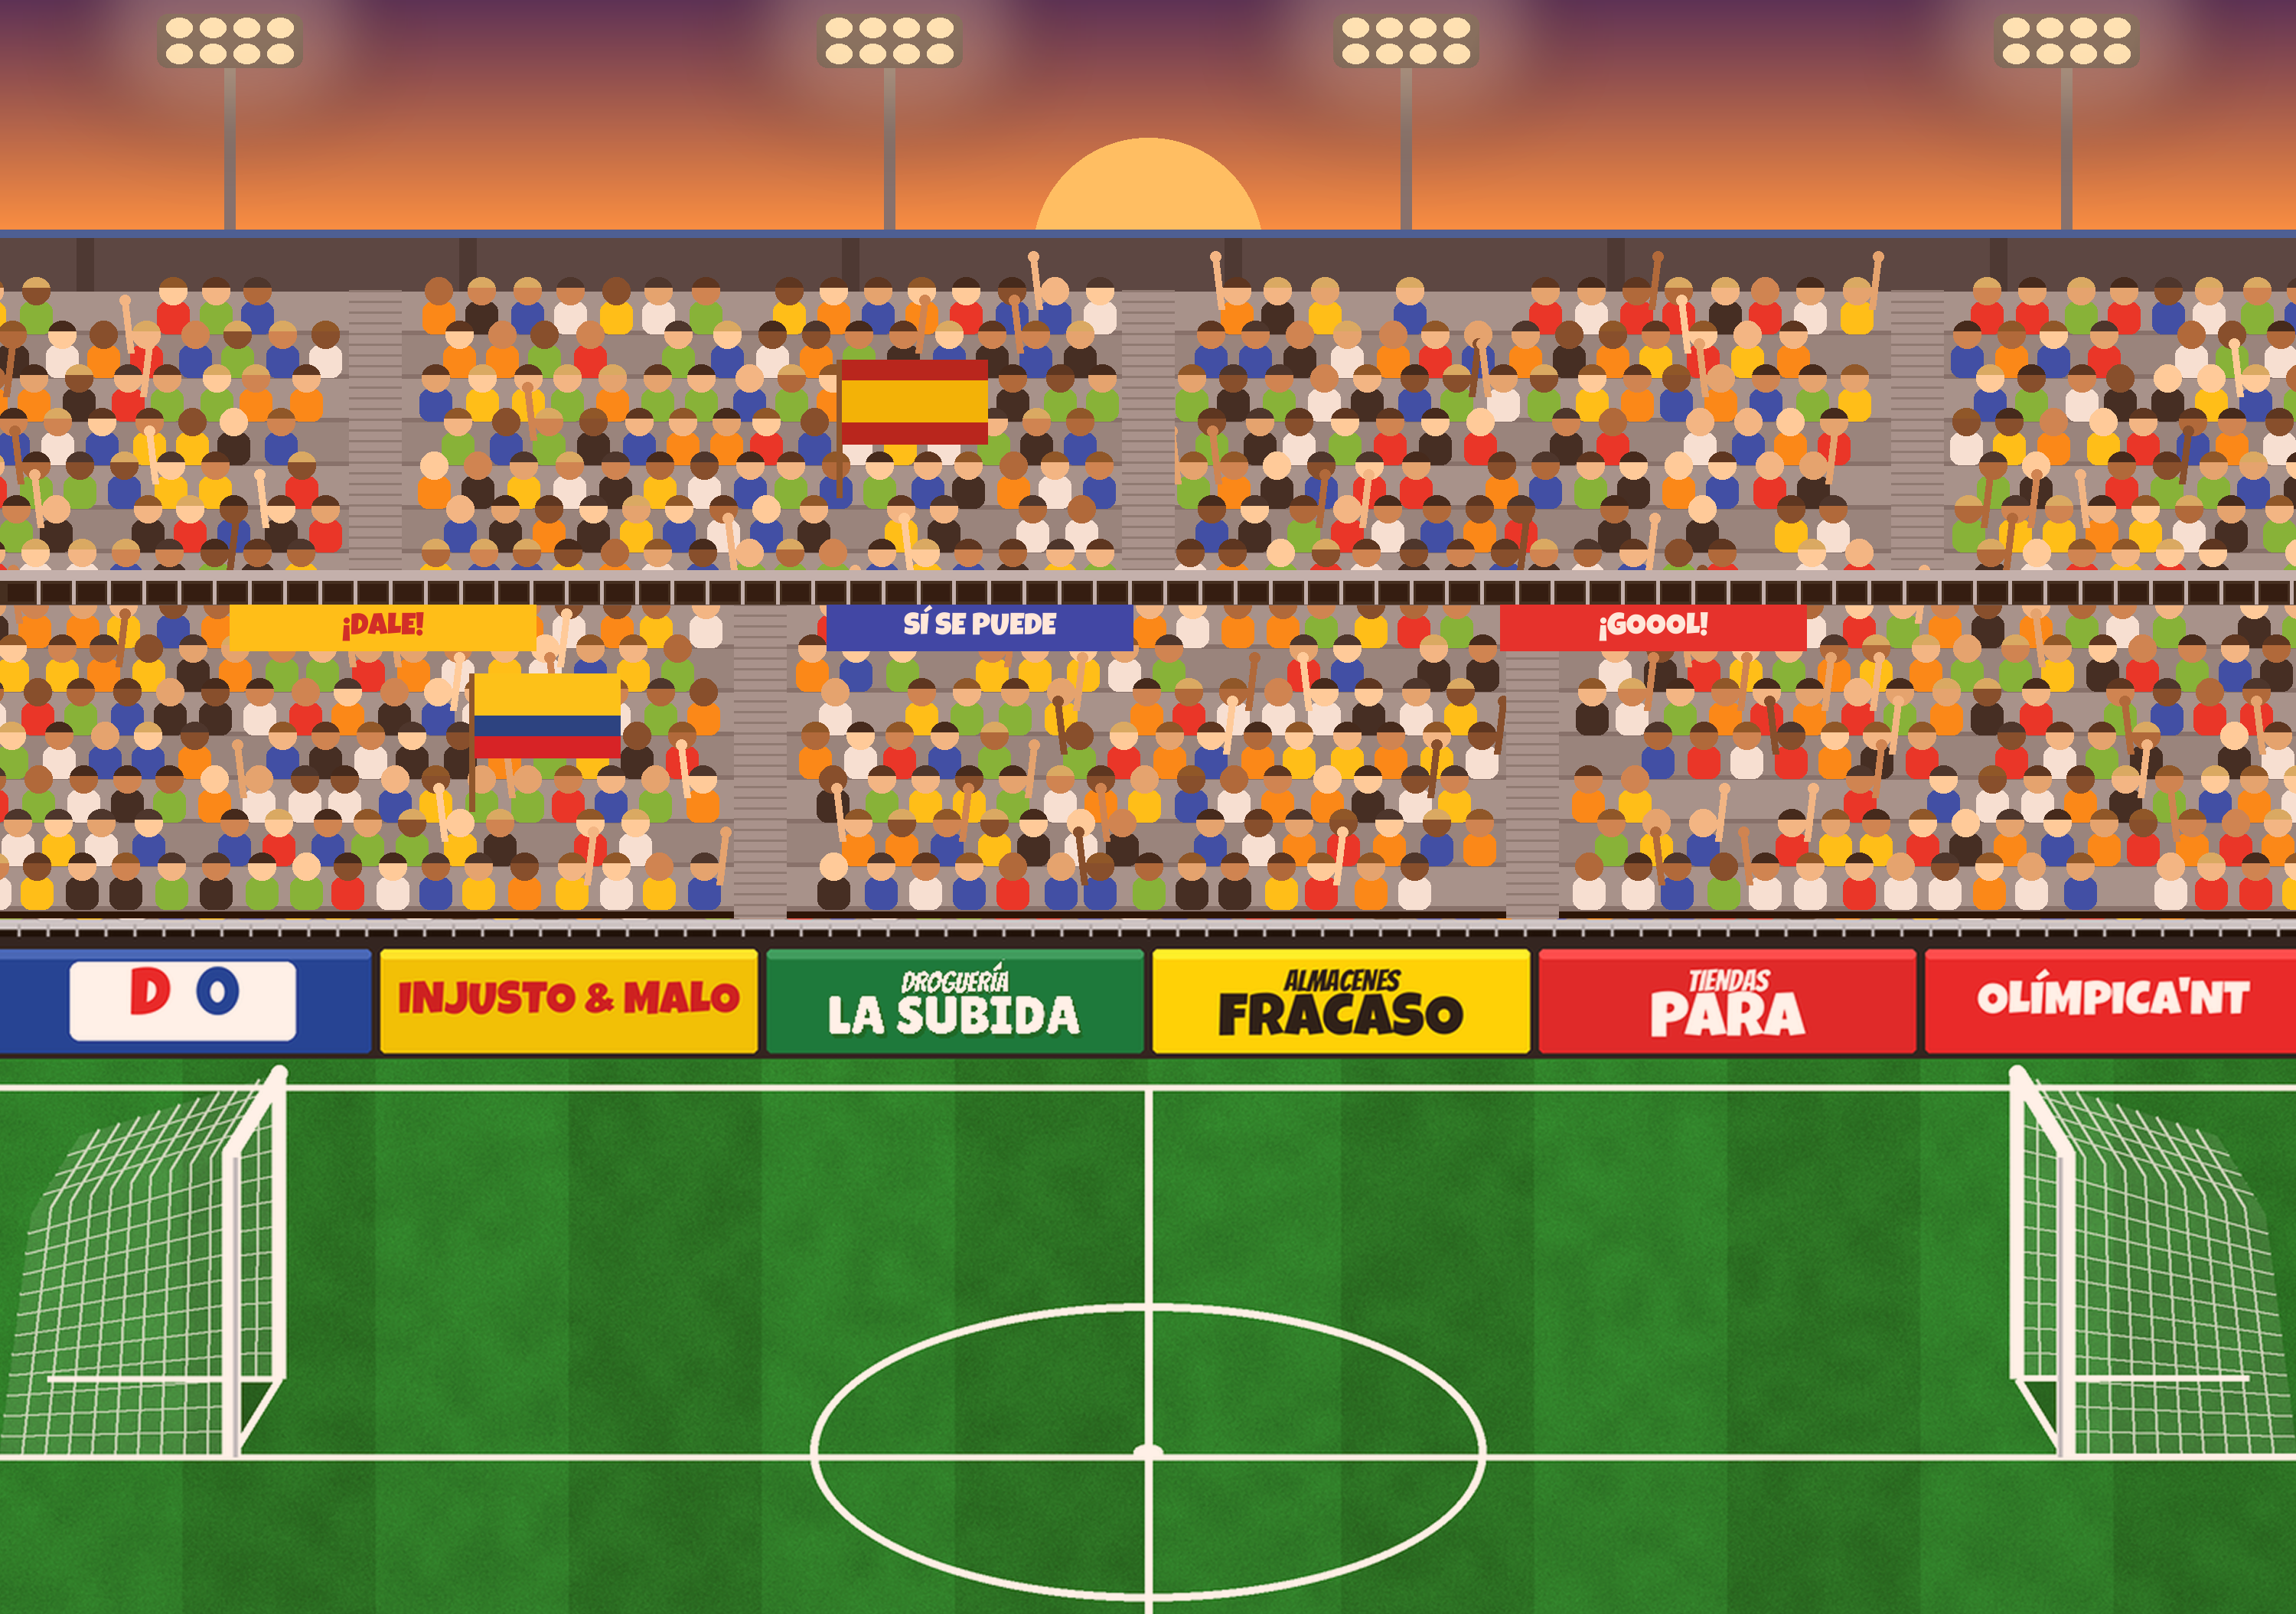 ¡DALE!
SÍ SE PUEDE
¡GOOOL!
D O
INJUSTO & MALO
DROGUERÍA
LA SUBIDA
ALMACENES
FRACASO
TIENDAS
PARA
OLÍMPICA'NT